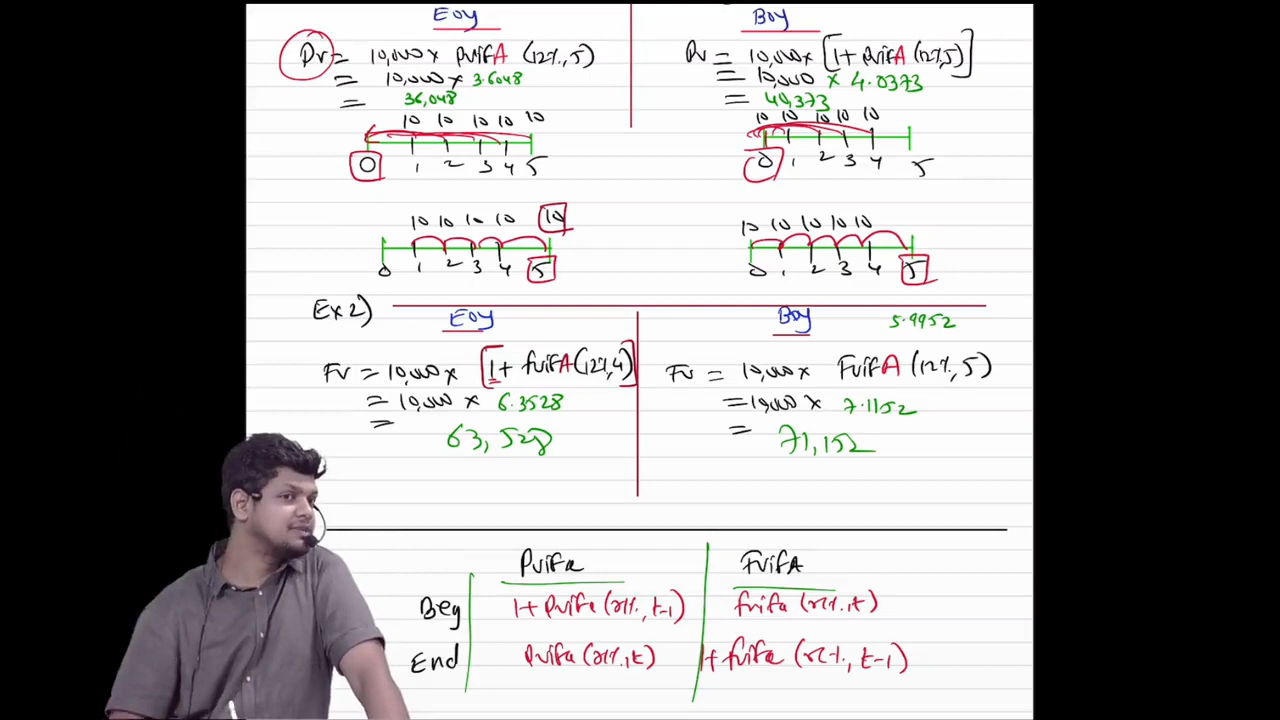 Eoy
Pv = 10,000 x PvifA (12%, 5)
= 10,000 x 3.6048
= 36,048
10 10 10 10 10
0 1 2 3 4 5
10 10 10 10 10
0 1 2 3 4 5
Boy
Pv = 10,000 x [1 + PvifA (12%, 5)]
= 10,000 x 4.0373
= 40,373
10 10 10 10 10
0 1 2 3 4 5
10 10 10 10 10
0 1 2 3 4 5
Ex 2)
Eoy
Fv = 10,000 x [1 + fvifA (12%, 4)]
= 10,000 x 6.3528
= 63,528
Boy
5.9952
Fv = 10,000 x FvifA (12%, 5)
= 10,000 x 7.1152
= 71,152
Pvifa FvifA
Beg 1 + Pvifa (r%, t-1) fvifa (r%, t)
End Pvifa (r%, t) 1 + fvifa (r%, t-1)